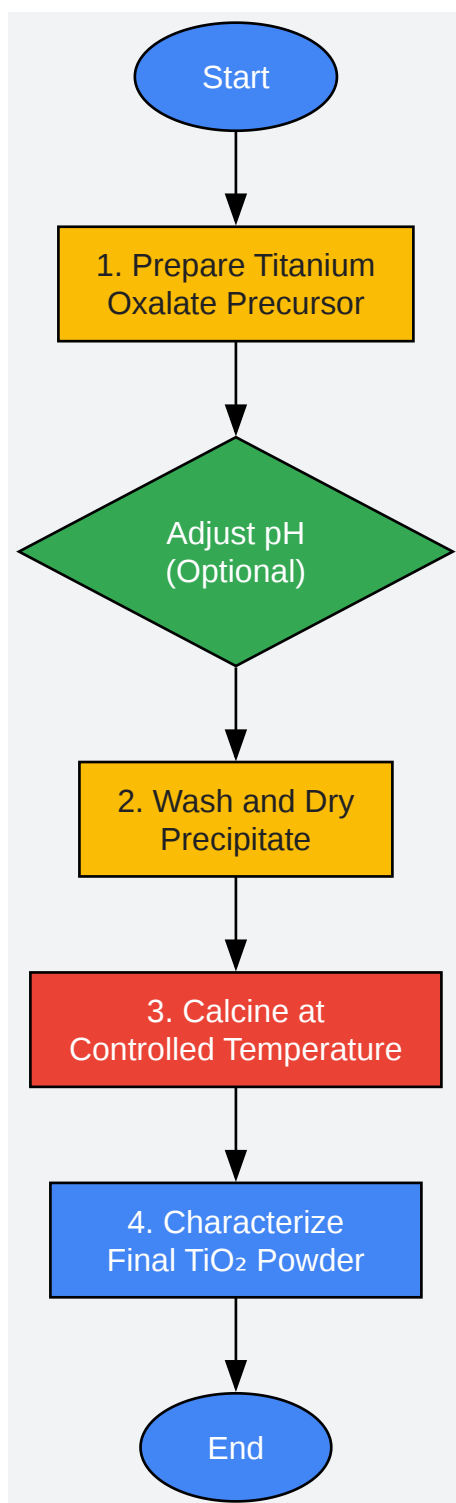 Start
1. Prepare Titanium
Oxalate Precursor
Adjust pH
(Optional)
2. Wash and Dry
Precipitate
3. Calcine at
Controlled Temperature
4. Characterize
Final TiO₂ Powder
End